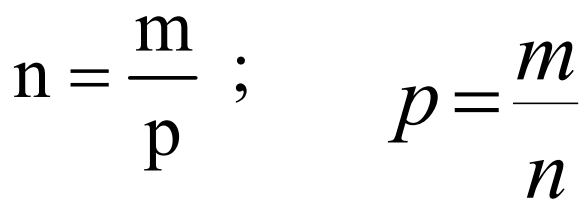 n = m/p ; p = m/n